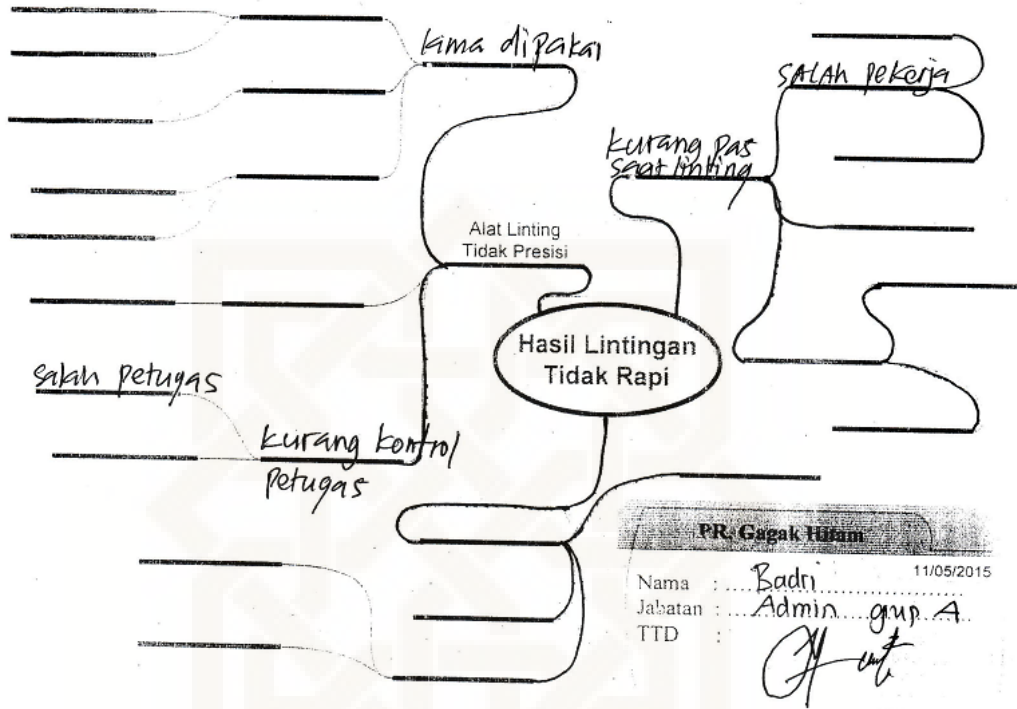 lama dipakai
SALAH pekerja
kurang pas
saat linting
Alat Linting
Tidak Presisi
Hasil Lintingan
Tidak Rapi
salah petugas
kurang kontrol
petugas
PR. Gagak Hitam
11/05/2015
Nama : Badri
Jabatan : Admin grup A
TTD :